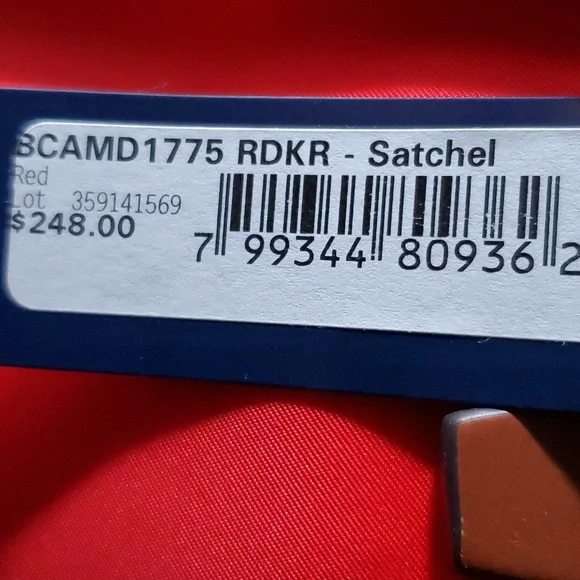 BCAMD1775 RDKR - Satchel
Red
Lot 359141569
$248.00
7 99344 80936 2